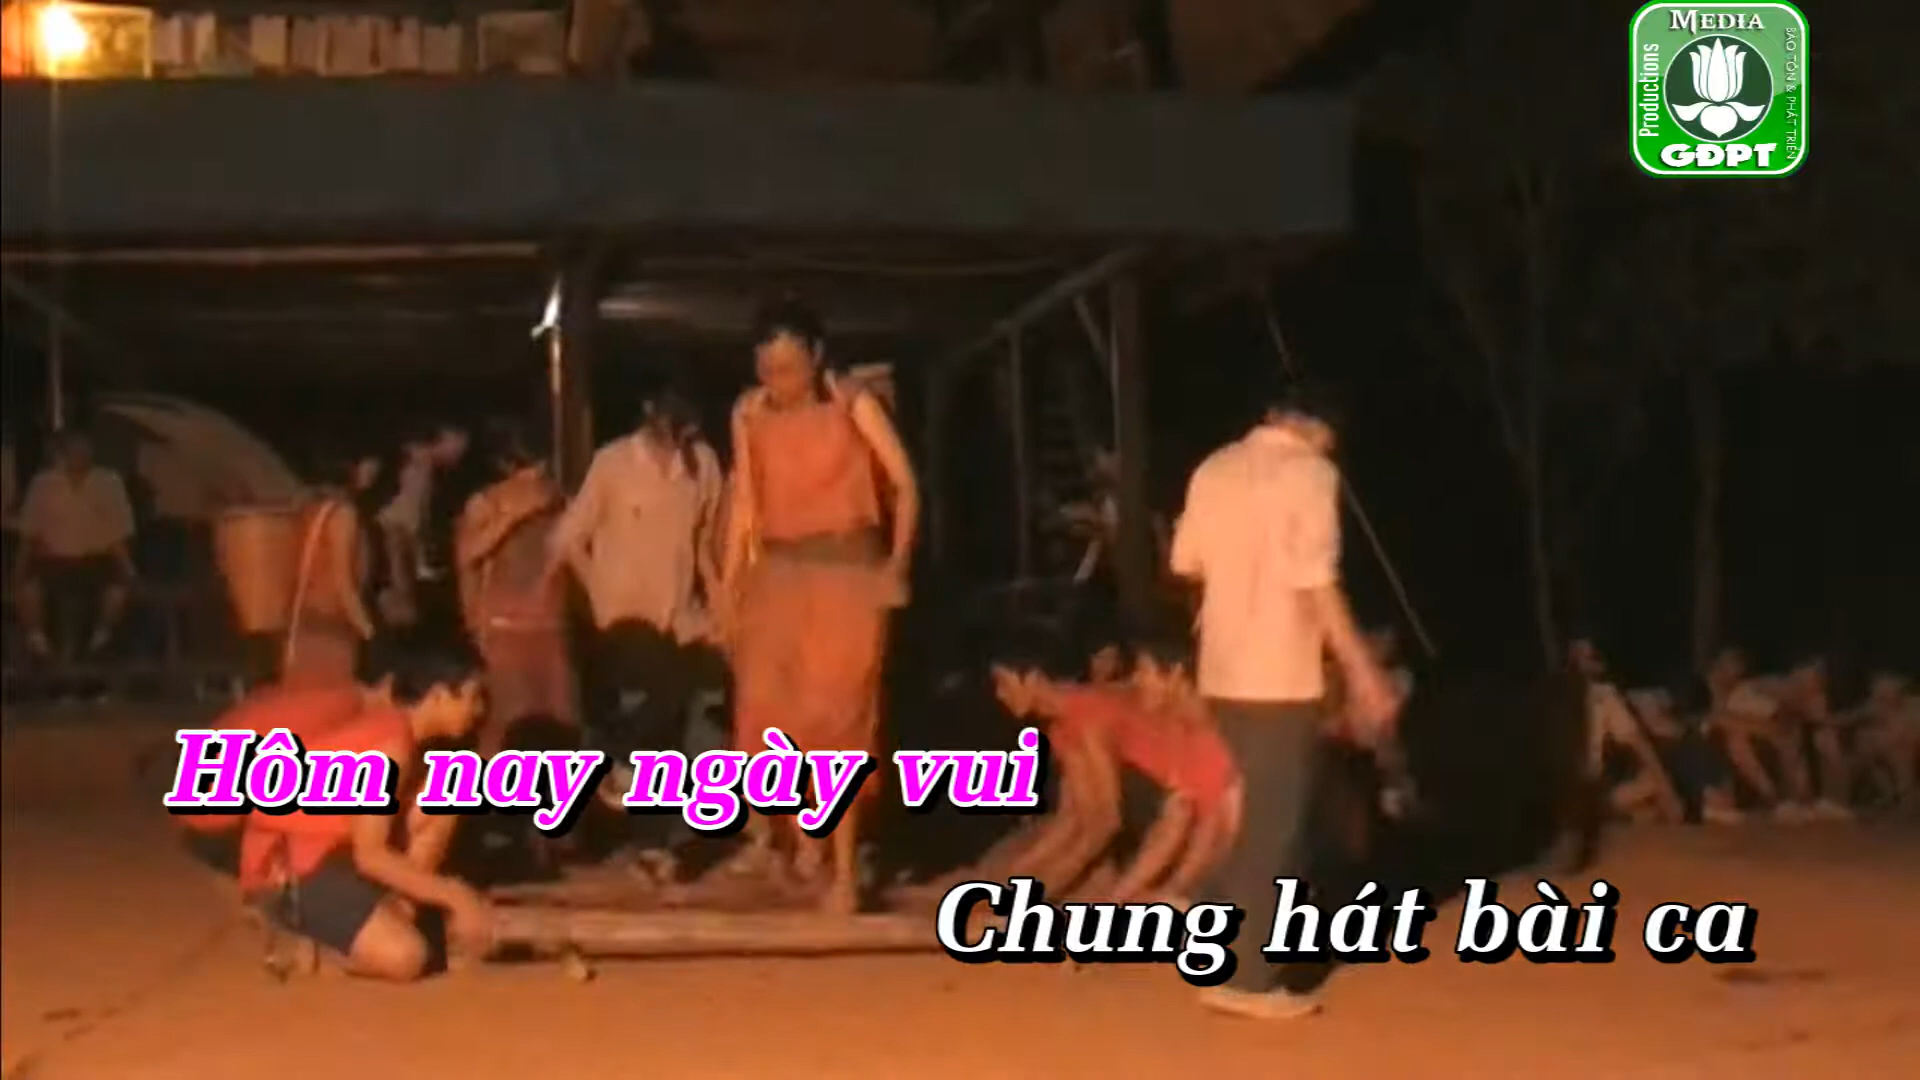 MEDIA
Productions
BẢO TỒN & PHÁT TRIỂN
GĐPT
Hôm nay ngày vui
Chung hát bài ca